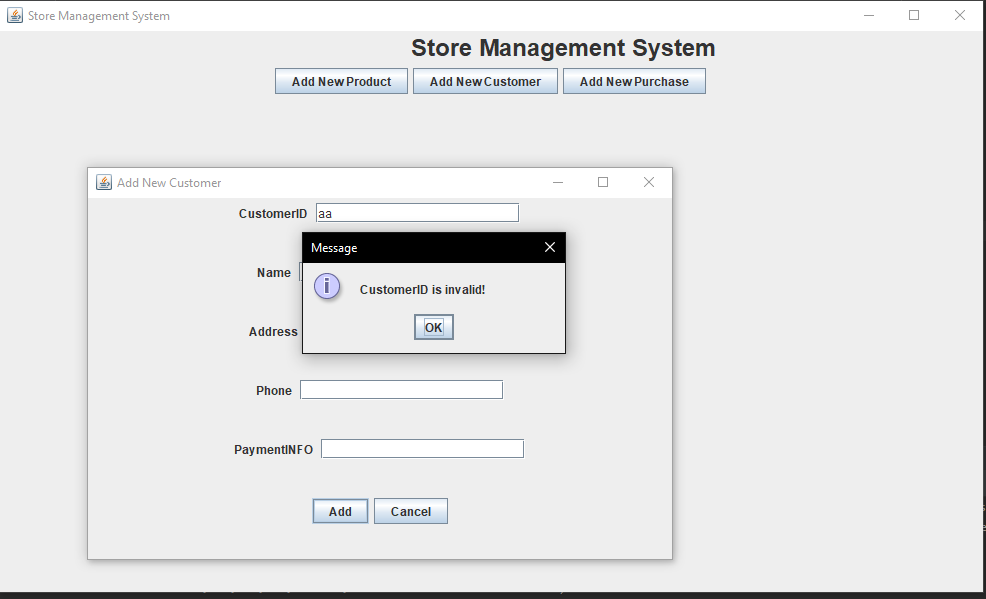 Store Management System
Store Management System
Add New Product Add New Customer Add New Purchase
Add New Customer
CustomerID aa
Message
Name
CustomerID is invalid!
OK
Address
Phone
PaymentINFO
Add Cancel